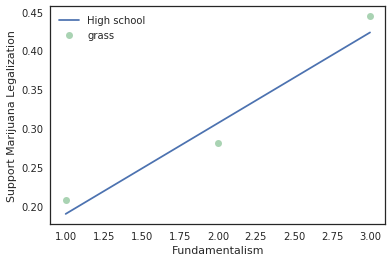 0.45
High school
grass
0.40
0.35
0.30
0.25
0.20
Support Marijuana Legalization
1.00 1.25 1.50 1.75 2.00 2.25 2.50 2.75 3.00
Fundamentalism